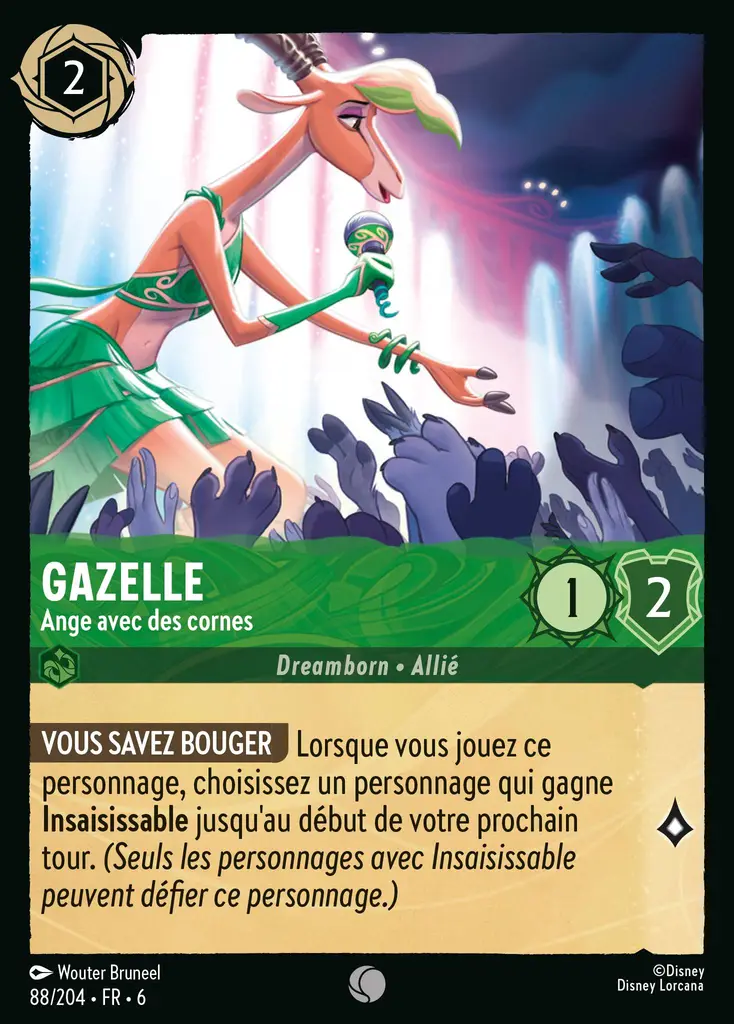 2
GAZELLE
Ange avec des cornes
1
2
Dreamborn • Allié
VOUS SAVEZ BOUGER Lorsque vous jouez ce
personnage, choisissez un personnage qui gagne
Insaisissable jusqu'au début de votre prochain
tour. (Seuls les personnages avec Insaisissable
peuvent défier ce personnage.)
Wouter Bruneel
88/204 • FR • 6
©Disney
Disney Lorcana